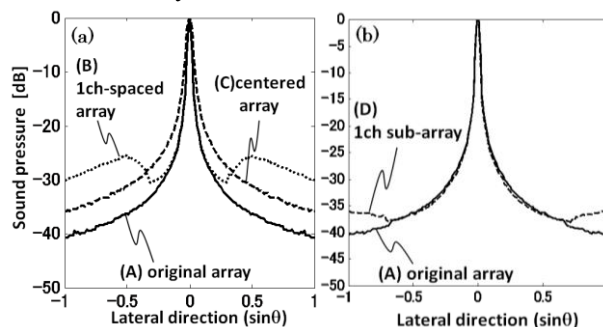 (a)
(B)
1ch-spaced
array
(C)centered
array
(A) original array
0
−10
−20
−30
−40
−50
Sound pressure [dB]
−1 −0.5 0 0.5 1
Lateral direction (sinθ)
(b)
(D)
1ch sub-array
(A) original array
0
−5
−10
−15
−20
−25
−30
−35
−40
−45
−50
−1 −0.5 0 0.5
Lateral direction (sinθ)